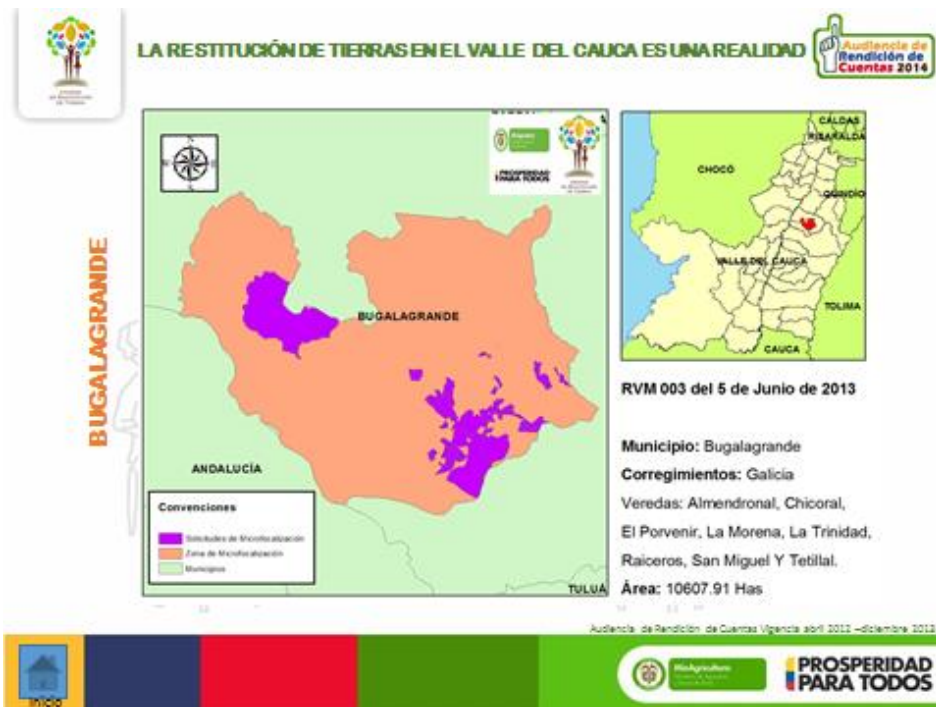 LA RESTITUCIÓN DE TIERRAS EN EL VALLE DEL CAUCA ES UNA REALIDAD
Audiencia de
Rendición de
Cuentas 2014
BUGALAGRANDE
PROSPERIDAD
PARA TODOS
BUGALAGRANDE
ANDALUCÍA
TULUÁ
Convenciones
Solicitudes de Microfocalización
Zona de Microfocalización
Municipios
CALDAS
RISARALDA
CHOCÓ
QUINDÍO
VALLE DEL CAUCA
TOLIMA
CAUCA
RVM 003 del 5 de Junio de 2013
Municipio: Bugalagrande
Corregimientos: Galicia
Veredas: Almendronal, Chicoral,
El Porvenir, La Morena, La Trinidad,
Raiceros, San Miguel Y Tetillal.
Área: 10607.91 Has
Audiencia de Rendición de Cuentas Vigencia abril 2012 –diciembre 2013
Inicio
MinAgricultura
PROSPERIDAD
PARA TODOS